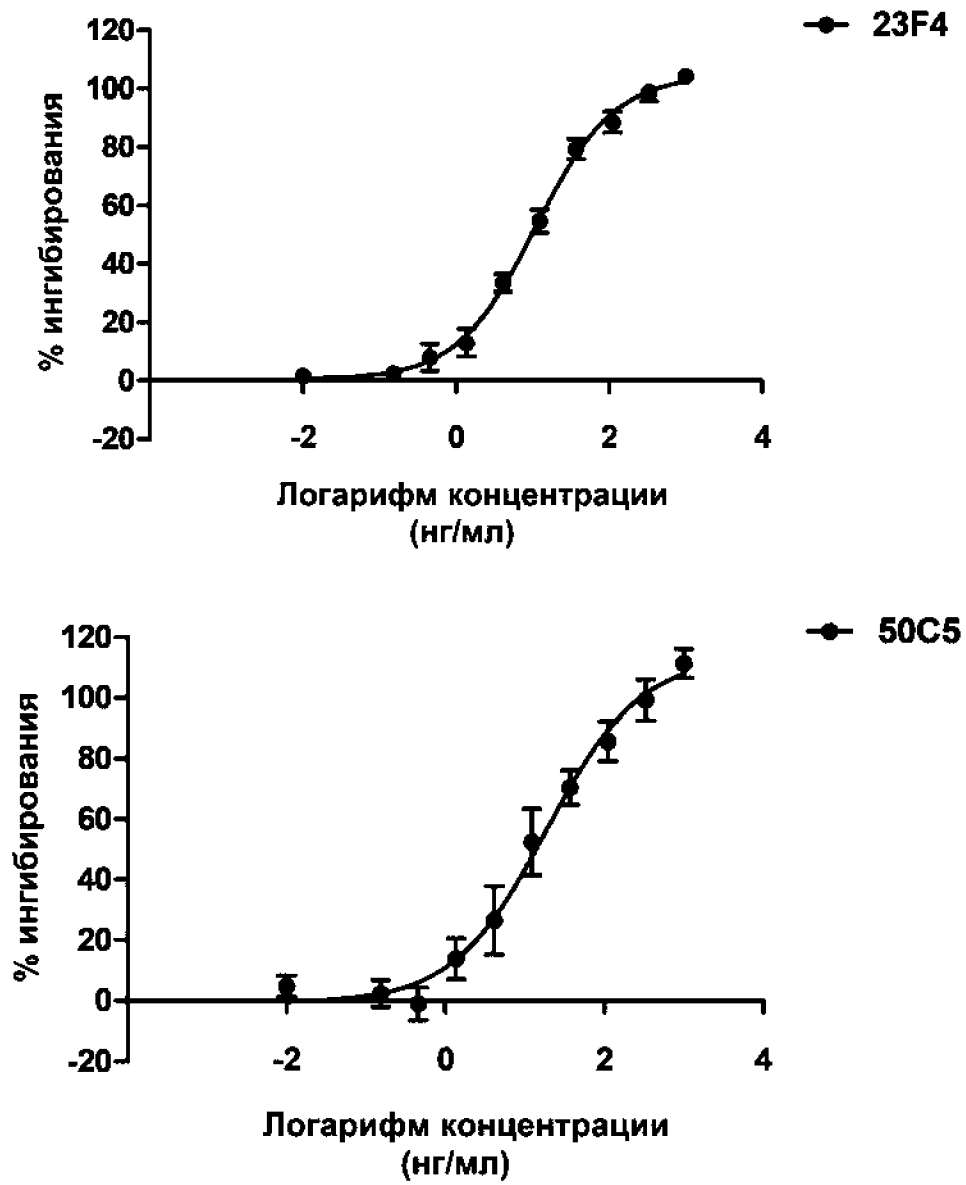 23F4
% ингибирования
120
100
80
60
40
20
0
-20
-2 0 2 4
Логарифм концентрации
(нг/мл)
50C5
% ингибирования
120
100
80
60
40
20
0
-20
-2 0 2 4
Логарифм концентрации
(нг/мл)